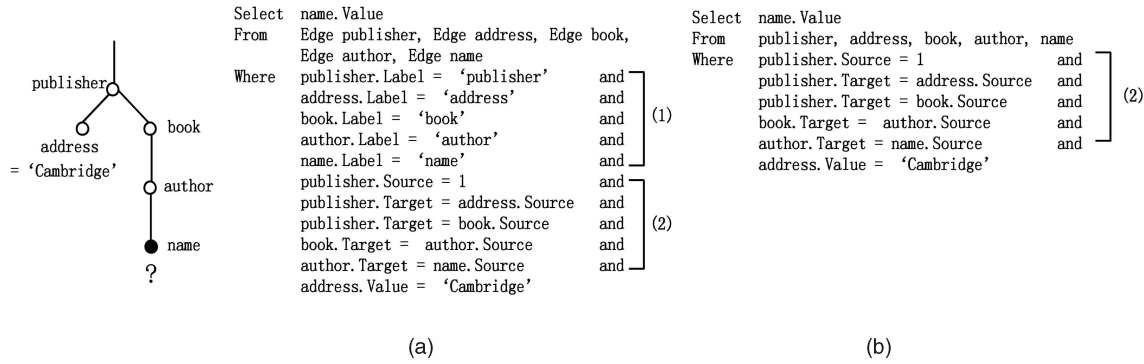 publisher
address
= ‘Cambridge’
book
author
name
?
Select name.Value
From Edge publisher, Edge address, Edge book,
Edge author, Edge name
Where publisher.Label = ‘publisher’ and
address.Label = ‘address’ and
book.Label = ‘book’ and
author.Label = ‘author’ and
name.Label = ‘name’ and
(1)
publisher.Source = 1 and
publisher.Target = address.Source and
publisher.Target = book.Source and
book.Target = author.Source and
author.Target = name.Source and
(2)
address.Value = ‘Cambridge’
(a)
Select name.Value
From publisher, address, book, author, name
Where publisher.Source = 1 and
publisher.Target = address.Source and
publisher.Target = book.Source and
book.Target = author.Source and
author.Target = name.Source and
(2)
address.Value = ‘Cambridge’
(b)